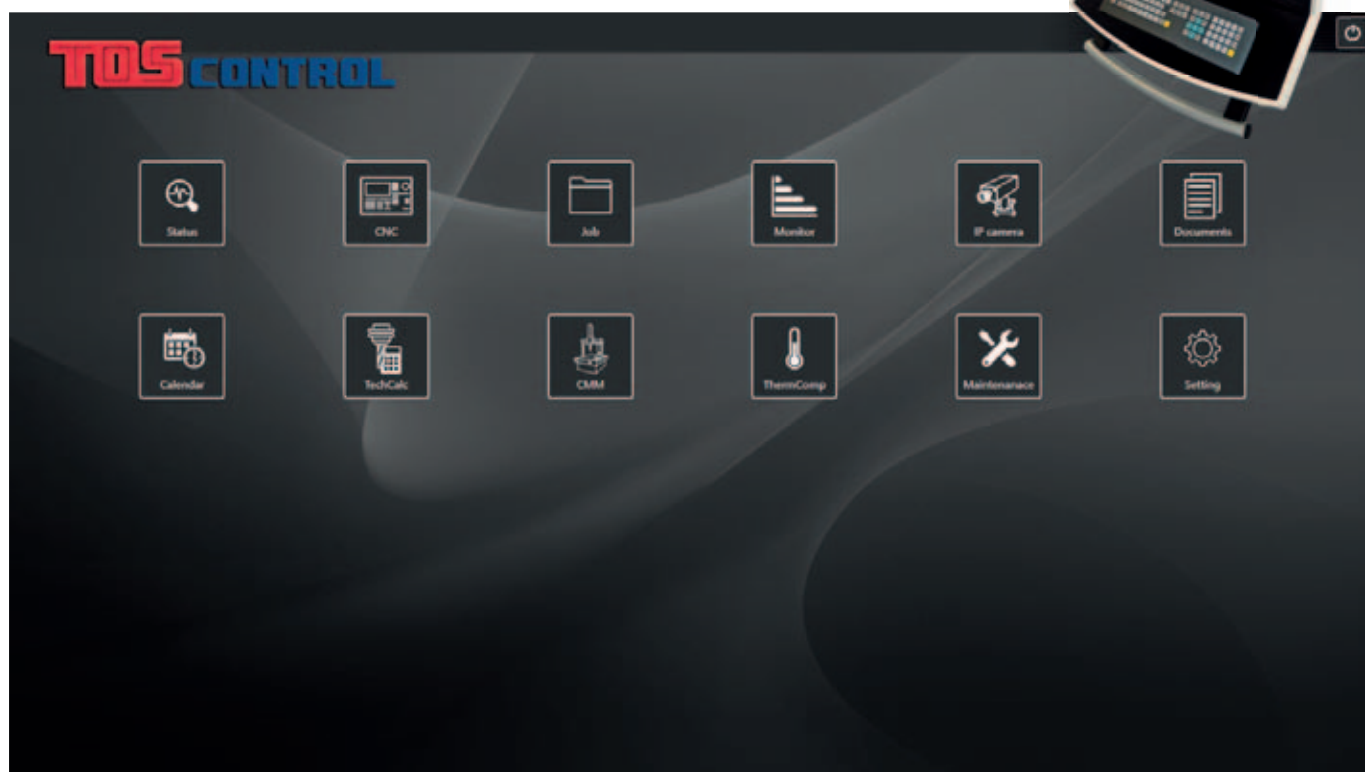 TOS CONTROL
Status
CNC
Job
Monitor
IP camera
Documents
Calendar
TechCalc
CMM
ThermComp
Maintenanace
Setting